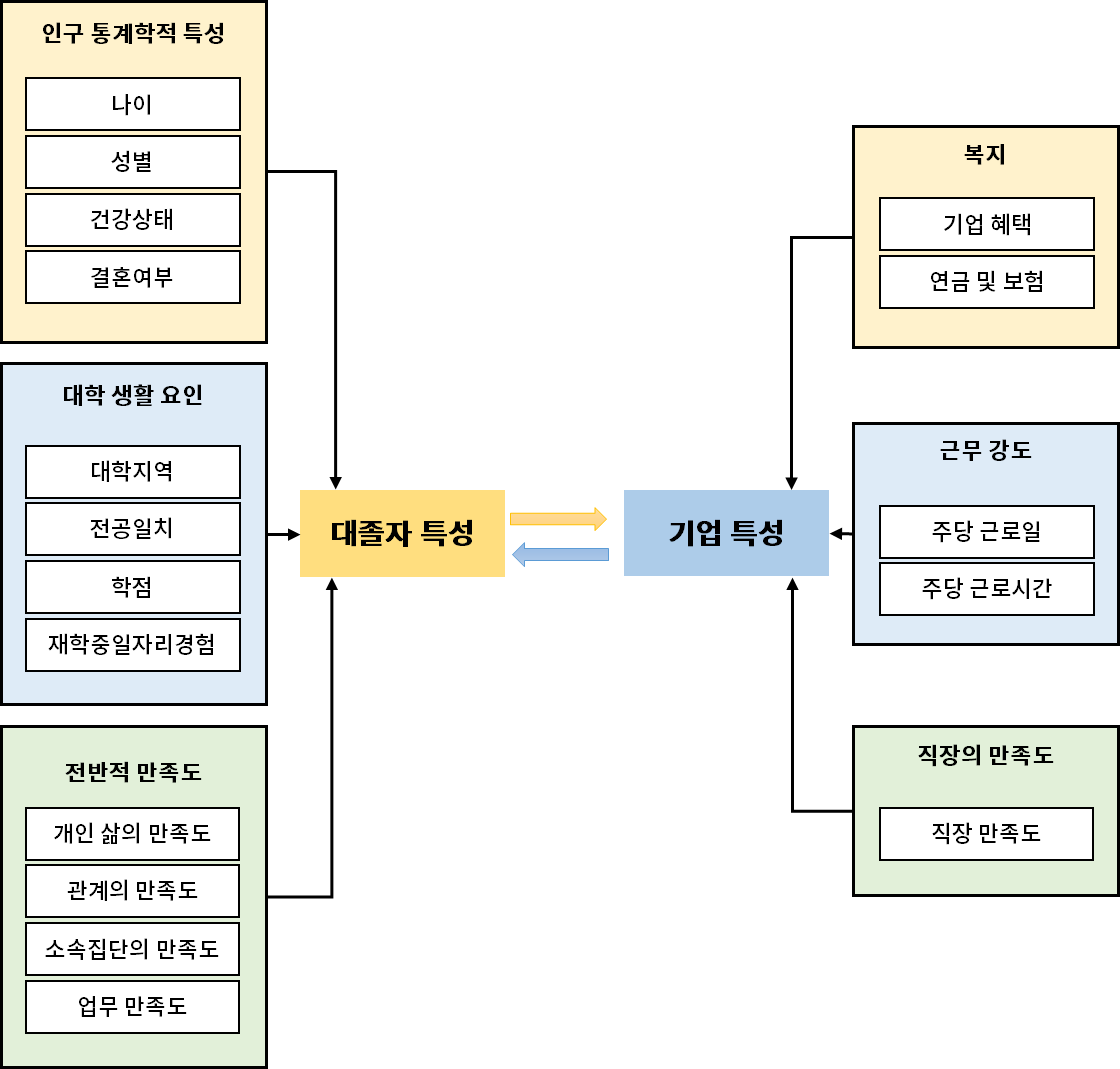 인구 통계학적 특성
나이
성별
건강상태
결혼여부
대학 생활 요인
대학지역
전공일치
학점
재학중일자리경험
전반적 만족도
개인 삶의 만족도
관계의 만족도
소속집단의 만족도
업무 만족도
대졸자 특성
기업 특성
복지
기업 혜택
연금 및 보험
근무 강도
주당 근로일
주당 근로시간
직장의 만족도
직장 만족도